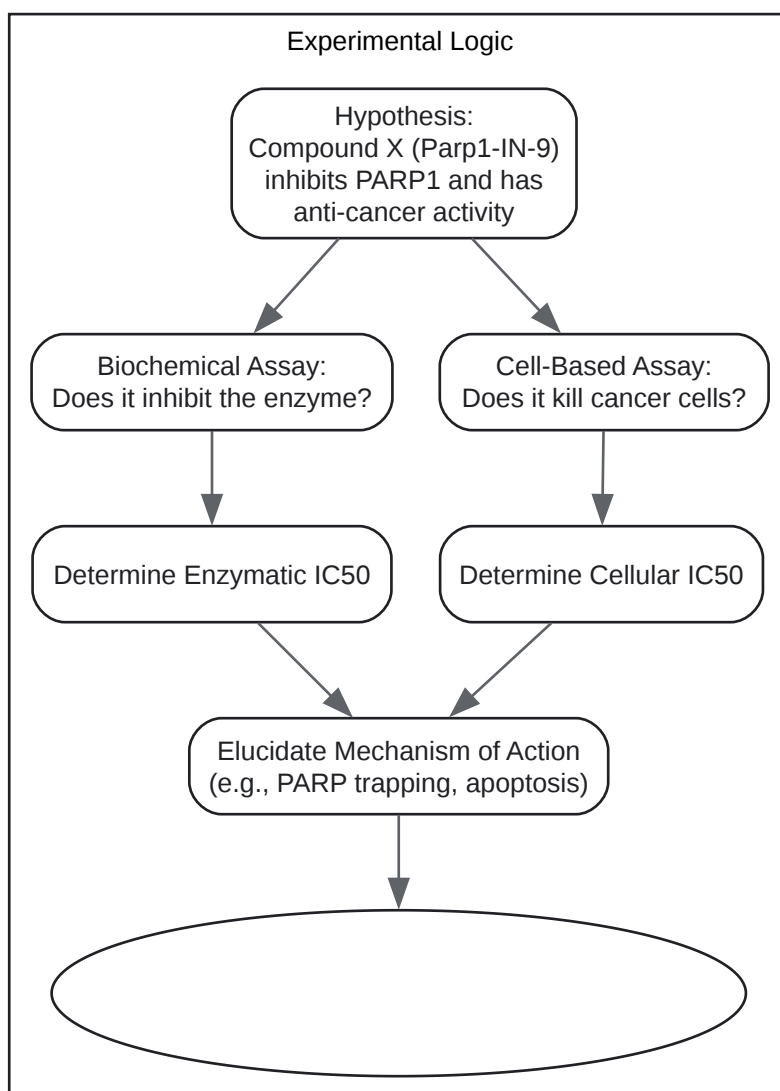 Experimental Logic
Hypothesis:
Compound X (Parp1-IN-9)
inhibits PARP1 and has
anti-cancer activity
Biochemical Assay:
Does it inhibit the enzyme?
Cell-Based Assay:
Does it kill cancer cells?
Determine Enzymatic IC50
Determine Cellular IC50
Elucidate Mechanism of Action
(e.g., PARP trapping, apoptosis)